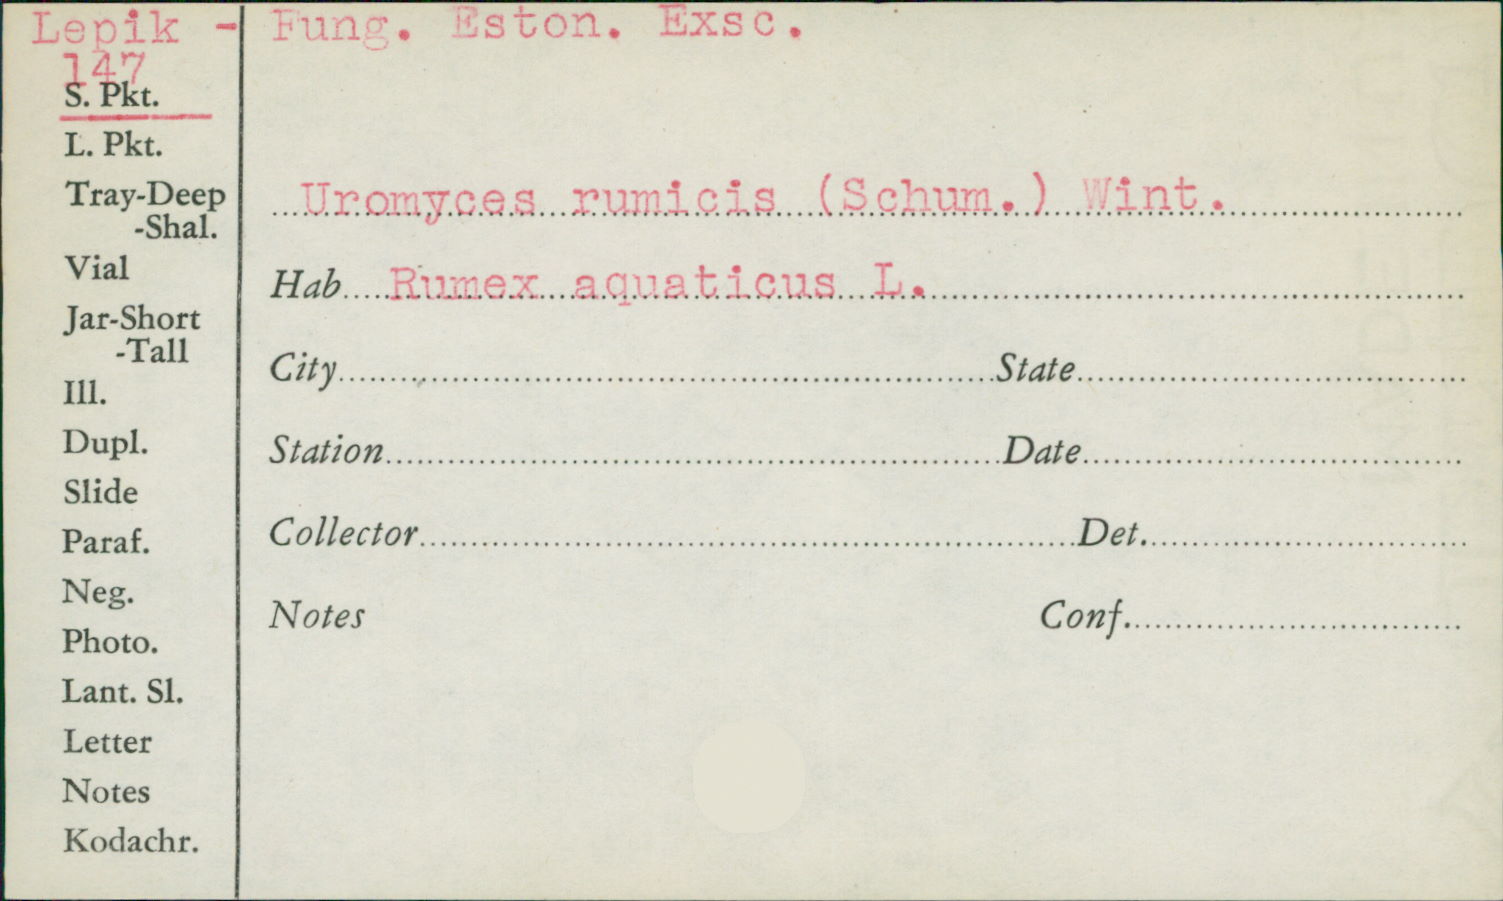 Lepik - Fung. Eston. Exsc.
147
S. Pkt.
L. Pkt.
Tray-Deep
-Shal.
Vial
Jar-Short
-Tall
Ill.
Dupl.
Slide
Paraf.
Neg.
Photo.
Lant. Sl.
Letter
Notes
Kodachr.
Uromyces rumicis (Schum.) Wint.
Hab Rumex aquaticus L.
City State
Station Date
Collector Det.
Notes Conf.